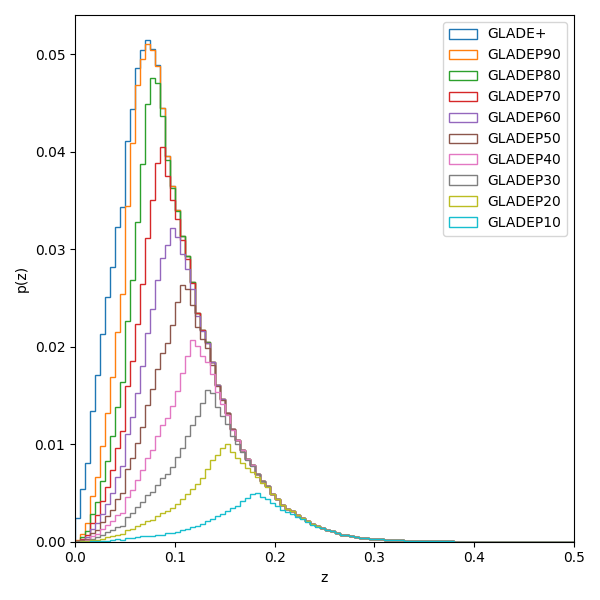 GLADE+
GLADEP90
GLADEP80
GLADEP70
GLADEP60
GLADEP50
GLADEP40
GLADEP30
GLADEP20
GLADEP10
0.05
0.04
0.03
0.02
0.01
0.00
p(z)
0.0 0.1 0.2 0.3 0.4 0.5
z